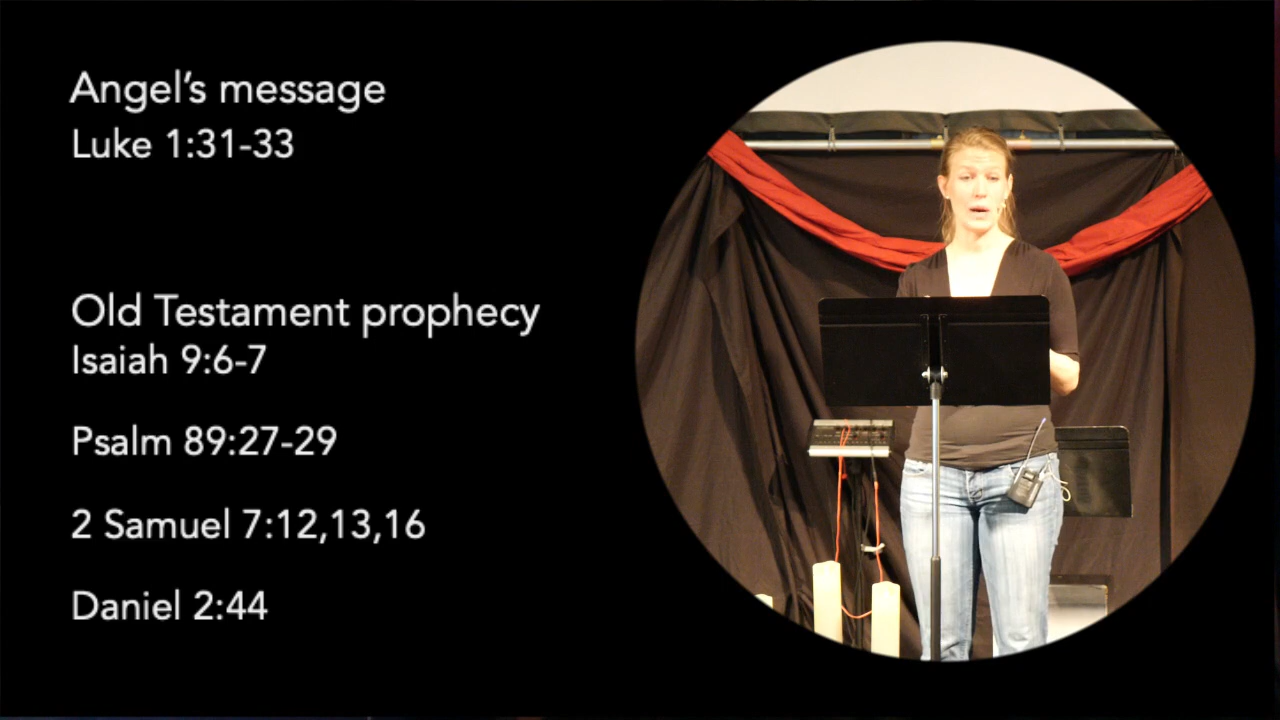 Angel’s message
Luke 1:31-33
Old Testament prophecy
Isaiah 9:6-7
Psalm 89:27-29
2 Samuel 7:12,13,16
Daniel 2:44